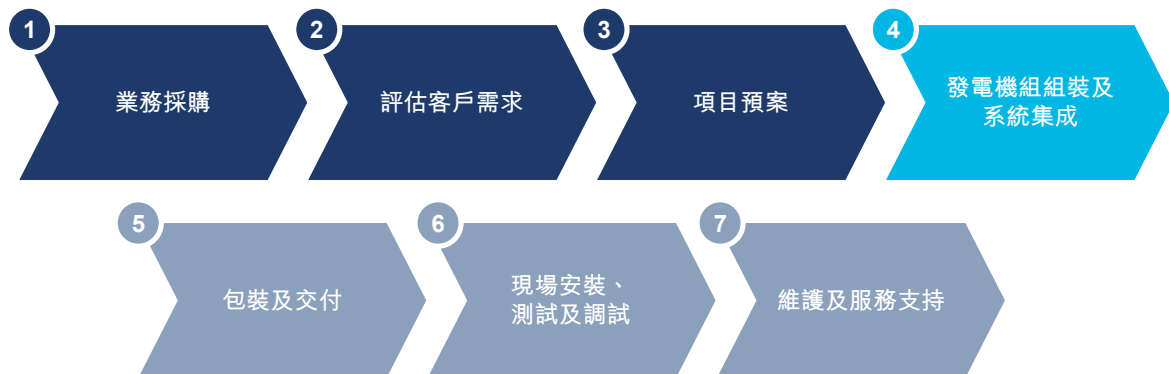 1
業務採購
2
評估客戶需求
3
項目預案
4
發電機組組裝及
系統集成
5
包裝及交付
6
現場安裝、
測試及調試
7
維護及服務支持